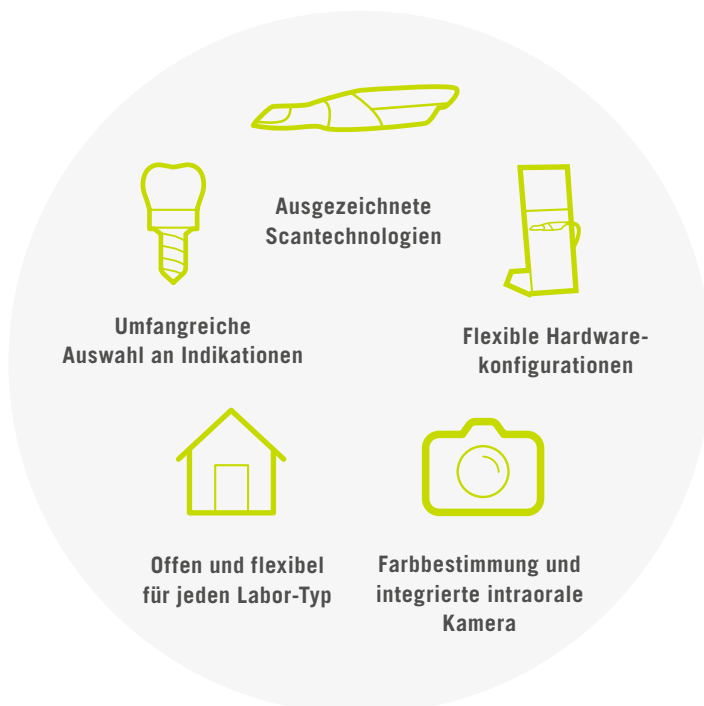 Ausgezeichnete
Scantechnologien
Umfangreiche
Auswahl an Indikationen
Flexible Hardware-
konfigurationen
Offen und flexibel
für jeden Labor-Typ
Farbbestimmung und
integrierte intraorale
Kamera